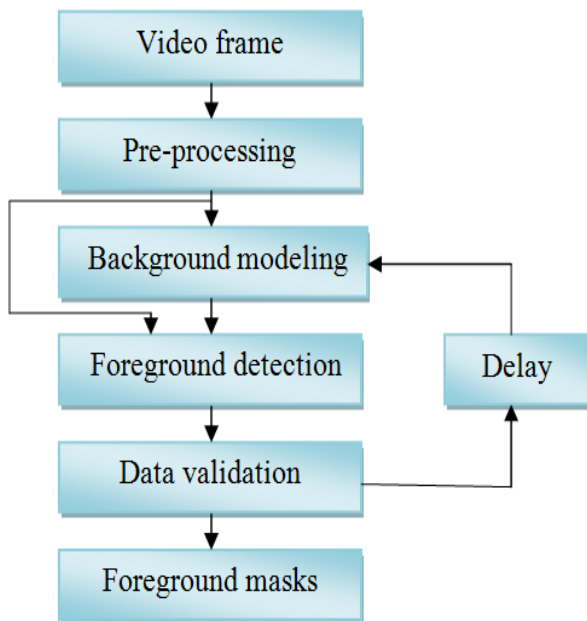 Video frame
Pre-processing
Background modeling
Foreground detection
Delay
Data validation
Foreground masks